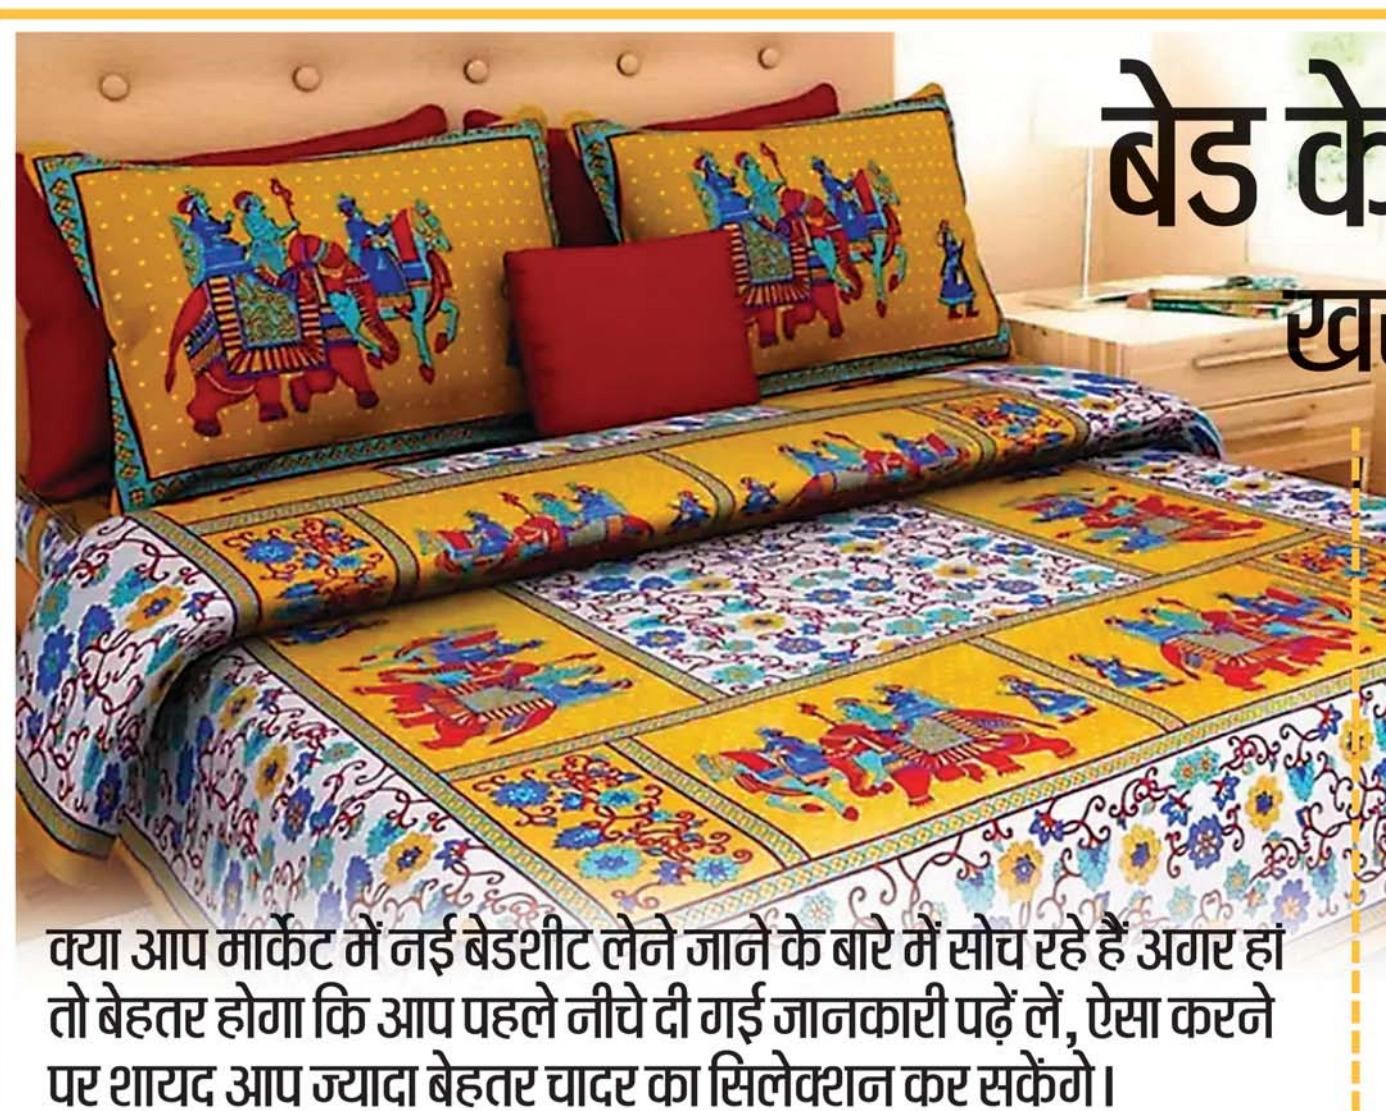 बेड के
क्या आप मार्केट में नई बेडशीट लेने जाने के बारे में सोच रहे हैं अगर हां
तो बेहतर होगा कि आप पहले नीचे दी गई जानकारी पढ़ें लें, ऐसा करने
पर शायद आप ज्यादा बेहतर चादर का सिलेक्शन कर सकेंगे।